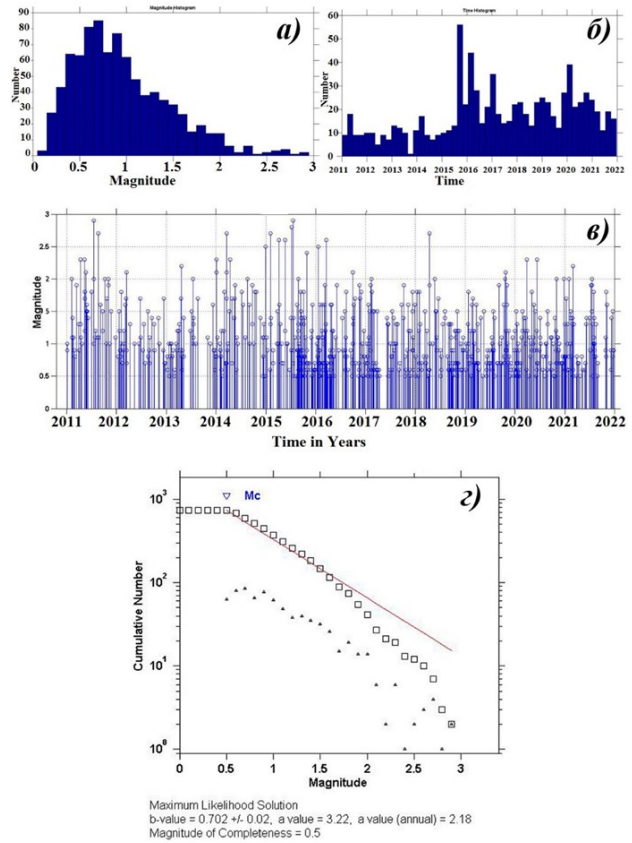 Magnitude Histogram
а)
90
80
70
60
50
40
30
20
10
0
Number
0 0.5 1 1.5 2 2.5 3
Magnitude
Time Histogram
б)
60
50
40
30
20
10
0
Number
2011 2012 2013 2014 2015 2016 2017 2018 2019 2020 2021 2022
Time
в)
3
2.5
2
1
0.5
0
Magnitude
2011 2012 2013 2014 2015 2016 2017 2018 2019 2020 2021 2022
Time in Years
г)
Mc
10³
10²
10¹
10⁰
Cumulative Number
0 0.5 1 1.5 2 2.5 3
Magnitude
Maximum Likelihood Solution
b-value = 0.702 +/- 0.02, a value = 3.22, a value (annual) = 2.18
Magnitude of Completeness = 0.5